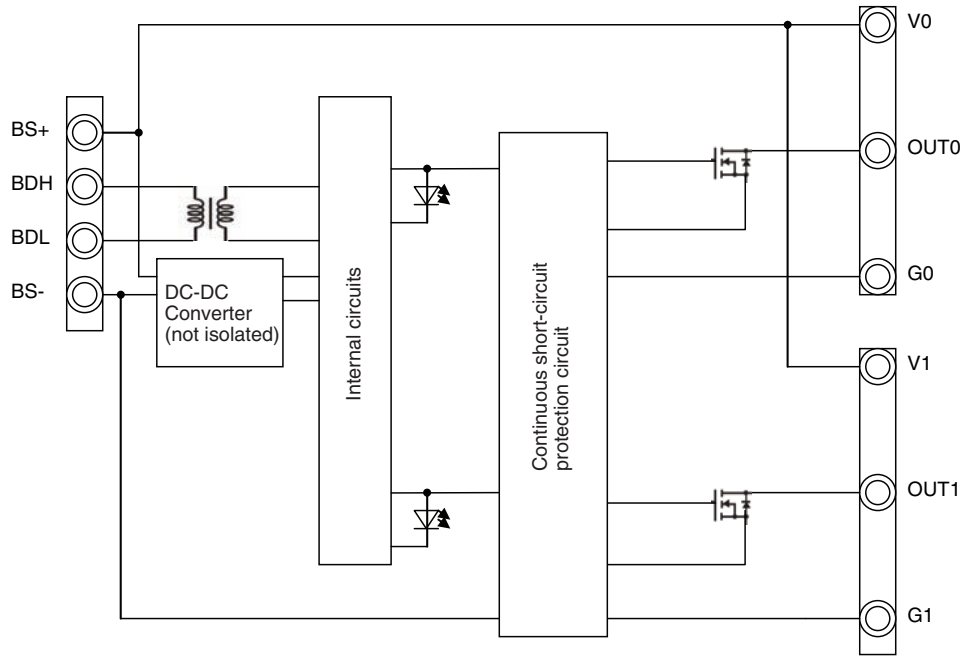 BS+
BDH
BDL
BS-
DC-DC
Converter
(not isolated)
Internal circuits
Continuous short-circuit
protection circuit
V0
OUT0
G0
V1
OUT1
G1